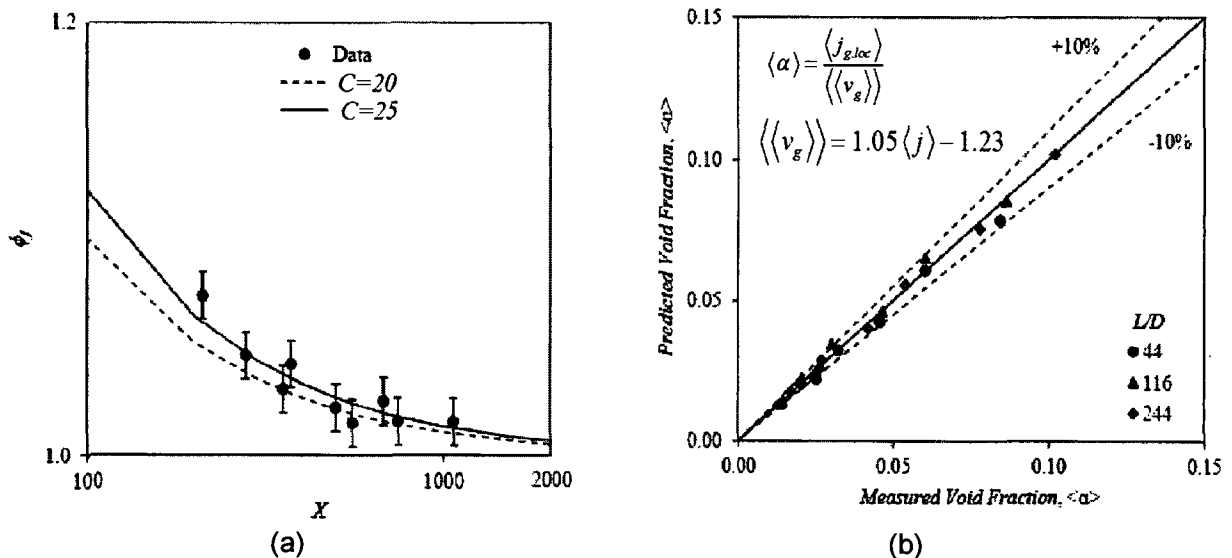 1.2
Data
C=20
C=25
ϕf
1.0
100
1000
2000
X
(a)
0.15
⟨α⟩ = ⟨j_{g,loc}⟩ / ⟨⟨v_g⟩⟩
+10%
⟨⟨v_g⟩⟩ = 1.05⟨j⟩ − 1.23
0.10
-10%
Predicted Void Fraction, <α>
0.05
L/D
44
116
244
0.00
0.00
0.05
0.10
0.15
Measured Void Fraction, <α>
(b)